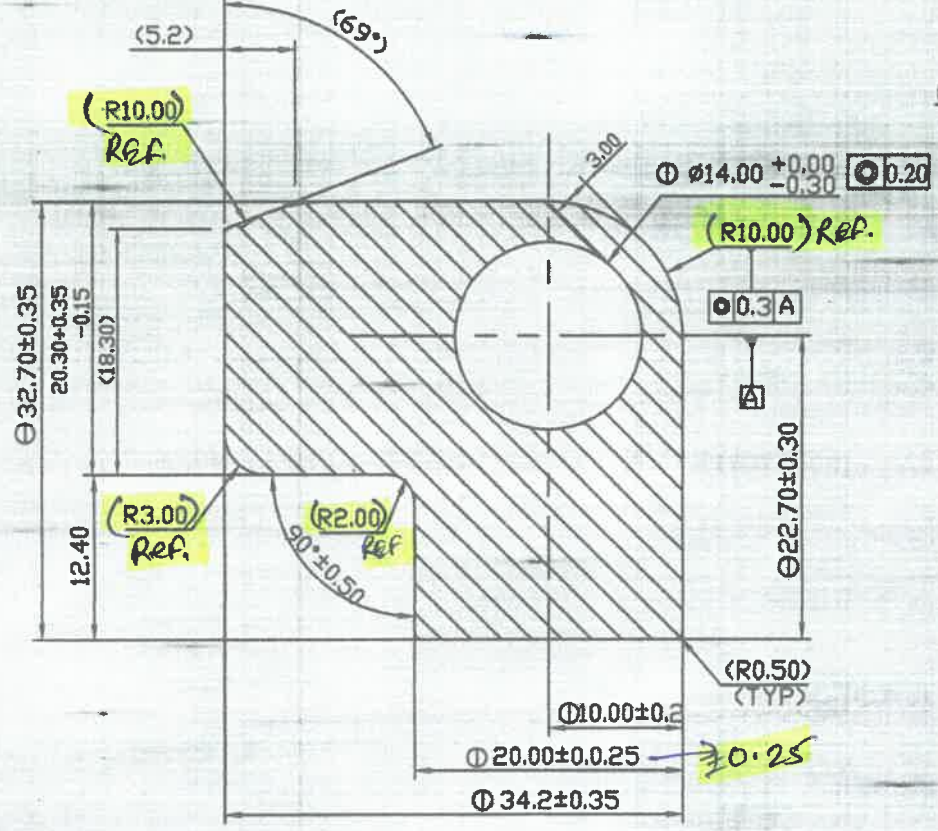 (5.2)
(69°)
(R10.00)
REF.
3.00
⌽ ø14.00 +0.00
-0.30
◎ 0.20
(R10.00) REF.
0.3 A
A
⊖32.70±0.35
20.30+0.35
-0.15
(18.30)
12.40
(R3.00)
REF.
(R2.00)
REF
90°±0.50
⊖22.70±0.30
(R0.50)
(TYP)
⌽10.00±0.2
⌽ 20.00±0.0.25
±0.25
⌽ 34.2±0.35